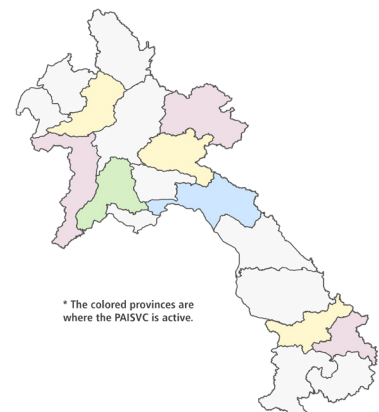 * The colored provinces are
where the PAISVC is active.